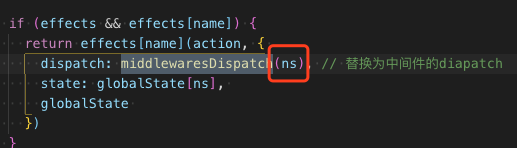 if (effects && effects[name]) {
return effects[name](action, {
dispatch: middlewaresDispatch(ns), // 替换为中间件的diapatch
state: globalState[ns],
globalState
})
}